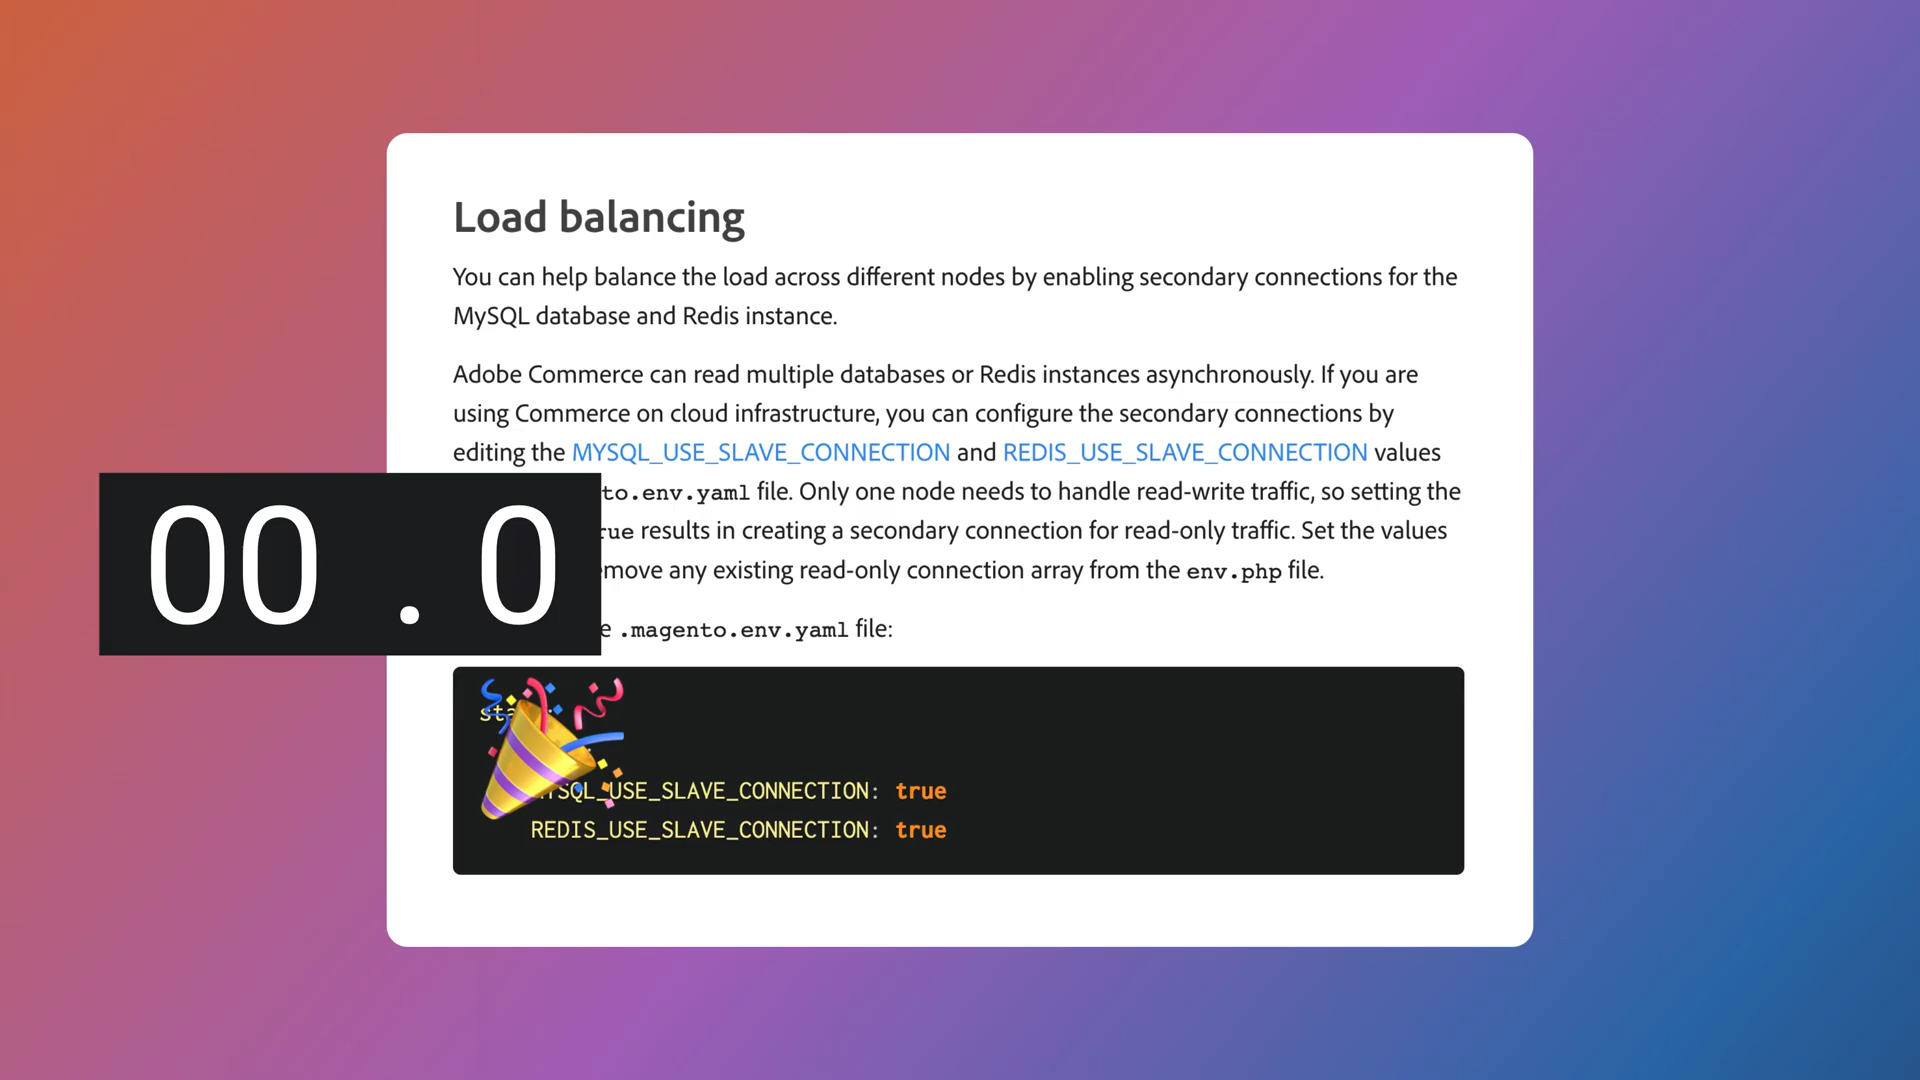 Load balancing
You can help balance the load across different nodes by enabling secondary connections for the
MySQL database and Redis instance.
Adobe Commerce can read multiple databases or Redis instances asynchronously. If you are
using Commerce on cloud infrastructure, you can configure the secondary connections by
editing the MYSQL_USE_SLAVE_CONNECTION and REDIS_USE_SLAVE_CONNECTION values
to.env.yaml file. Only one node needs to handle read-write traffic, so setting the
rue results in creating a secondary connection for read-only traffic. Set the values
emove any existing read-only connection array from the env.php file.
00 . 0
e .magento.env.yaml file:
sta
YSQL_USE_SLAVE_CONNECTION: true
REDIS_USE_SLAVE_CONNECTION: true